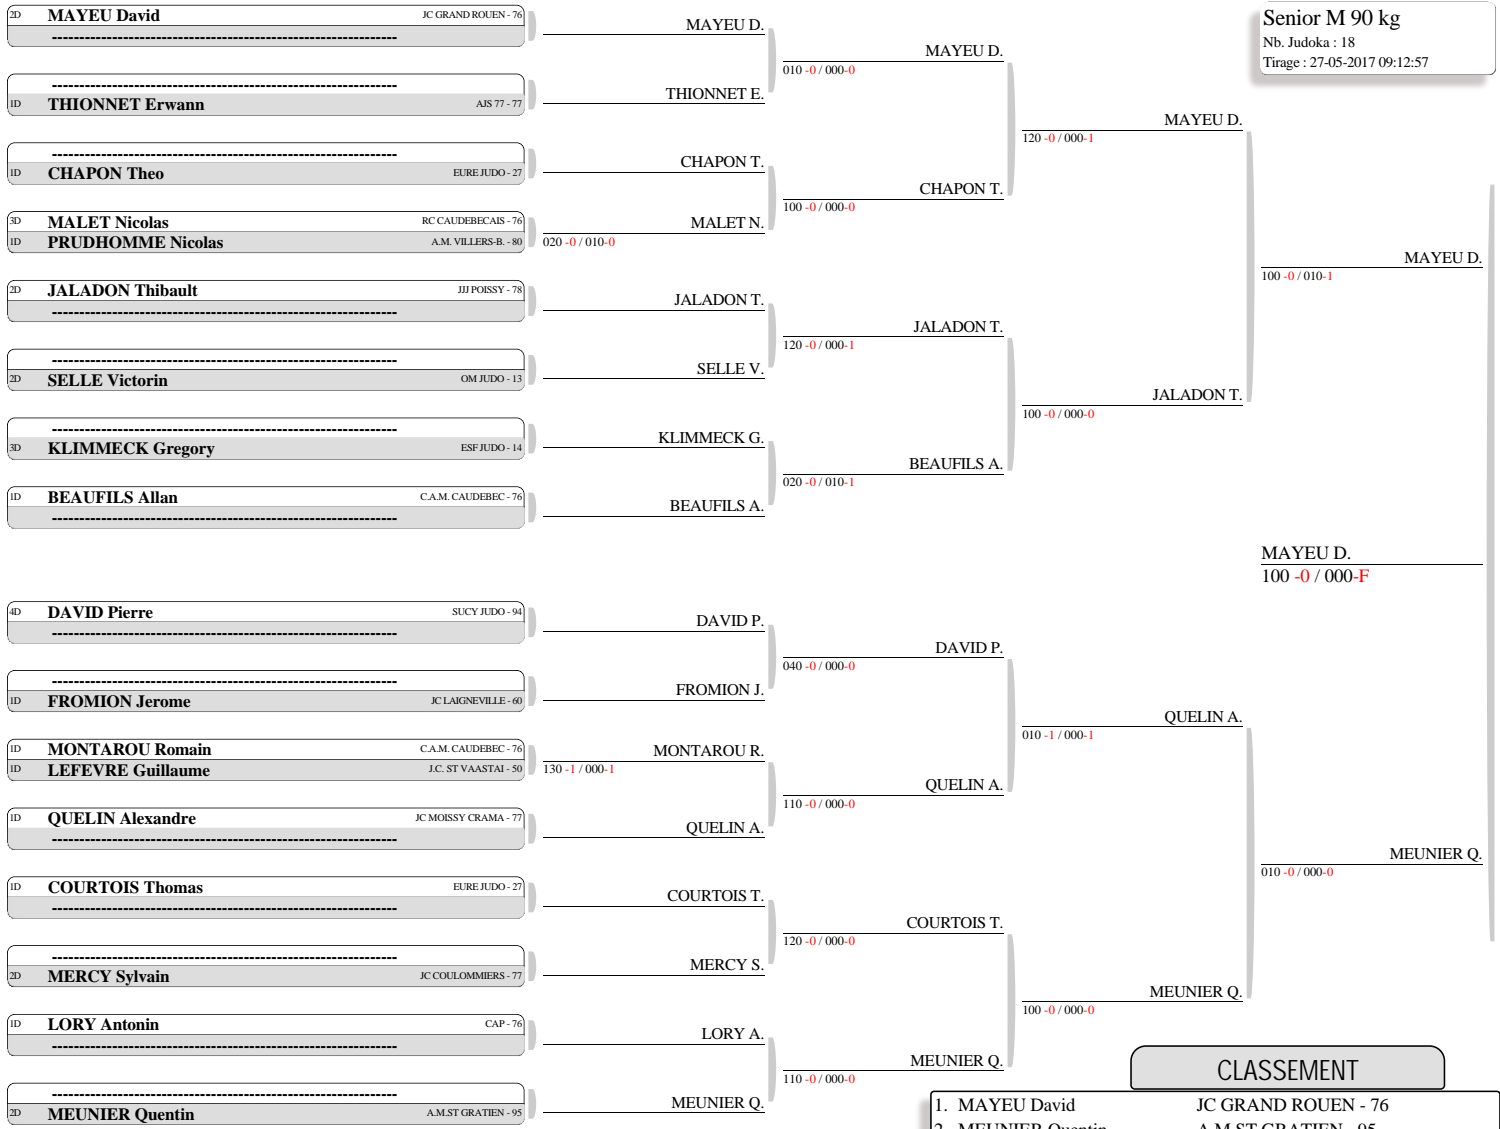 Senior M 90 kg
Nb. Judoka : 18
Tirage : 27-05-2017 09:12:57
2D MAYEU David JC GRAND ROUEN - 76
------------------------------------------------------------
------------------------------------------------------------
1D THIONNET Erwann AJS 77 - 77
------------------------------------------------------------
1D CHAPON Theo EURE JUDO - 27
3D MALET Nicolas RC CAUDEBECAIS - 76
1D PRUDHOMME Nicolas A.M. VILLERS-B. - 80
2D JALADON Thibault JJJ POISSY - 78
------------------------------------------------------------
------------------------------------------------------------
2D SELLE Victorin OM JUDO - 13
------------------------------------------------------------
3D KLIMMECK Gregory ESF JUDO - 14
1D BEAUFILS Allan C.A.M. CAUDEBEC - 76
------------------------------------------------------------
4D DAVID Pierre SUCY JUDO - 94
------------------------------------------------------------
------------------------------------------------------------
1D FROMION Jerome JC LAIGNEVILLE - 60
1D MONTAROU Romain C.A.M. CAUDEBEC - 76
1D LEFEVRE Guillaume J.C. ST VAASTAI - 50
1D QUELIN Alexandre JC MOISSY CRAMA - 77
------------------------------------------------------------
1D COURTOIS Thomas EURE JUDO - 27
------------------------------------------------------------
------------------------------------------------------------
2D MERCY Sylvain JC COULOMMIERS - 77
1D LORY Antonin CAP - 76
------------------------------------------------------------
------------------------------------------------------------
2D MEUNIER Quentin A.M.ST GRATIEN - 95
MAYEU D.
THIONNET E.
CHAPON T.
MALET N.
020 -0 / 010-0
JALADON T.
SELLE V.
KLIMMECK G.
BEAUFILS A.
DAVID P.
FROMION J.
MONTAROU R.
130 -1 / 000-1
QUELIN A.
COURTOIS T.
MERCY S.
LORY A.
MEUNIER Q.
MAYEU D.
010 -0 / 000-0
CHAPON T.
100 -0 / 000-0
JALADON T.
120 -0 / 000-1
BEAUFILS A.
020 -0 / 010-1
DAVID P.
040 -0 / 000-0
QUELIN A.
110 -0 / 000-0
COURTOIS T.
120 -0 / 000-0
MEUNIER Q.
110 -0 / 000-0
MAYEU D.
120 -0 / 000-1
JALADON T.
100 -0 / 000-0
QUELIN A.
010 -1 / 000-1
MEUNIER Q.
100 -0 / 000-0
MAYEU D.
100 -0 / 010-1
MEUNIER Q.
010 -0 / 000-0
MAYEU D.
100 -0 / 000-F
CLASSEMENT
1. MAYEU David JC GRAND ROUEN - 76
2. MEUNIER Quentin A.M.ST GRATIEN - 95